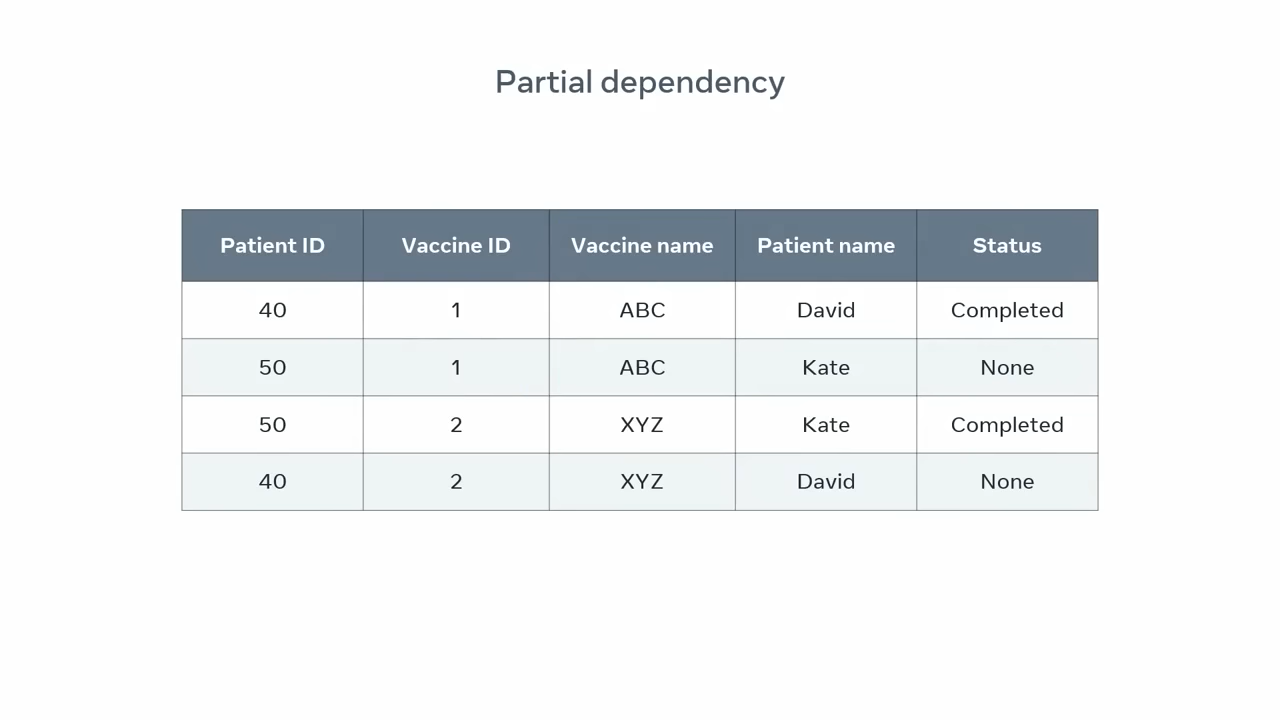 Partial dependency
Patient ID Vaccine ID Vaccine name Patient name Status
40 1 ABC David Completed
50 1 ABC Kate None
50 2 XYZ Kate Completed
40 2 XYZ David None